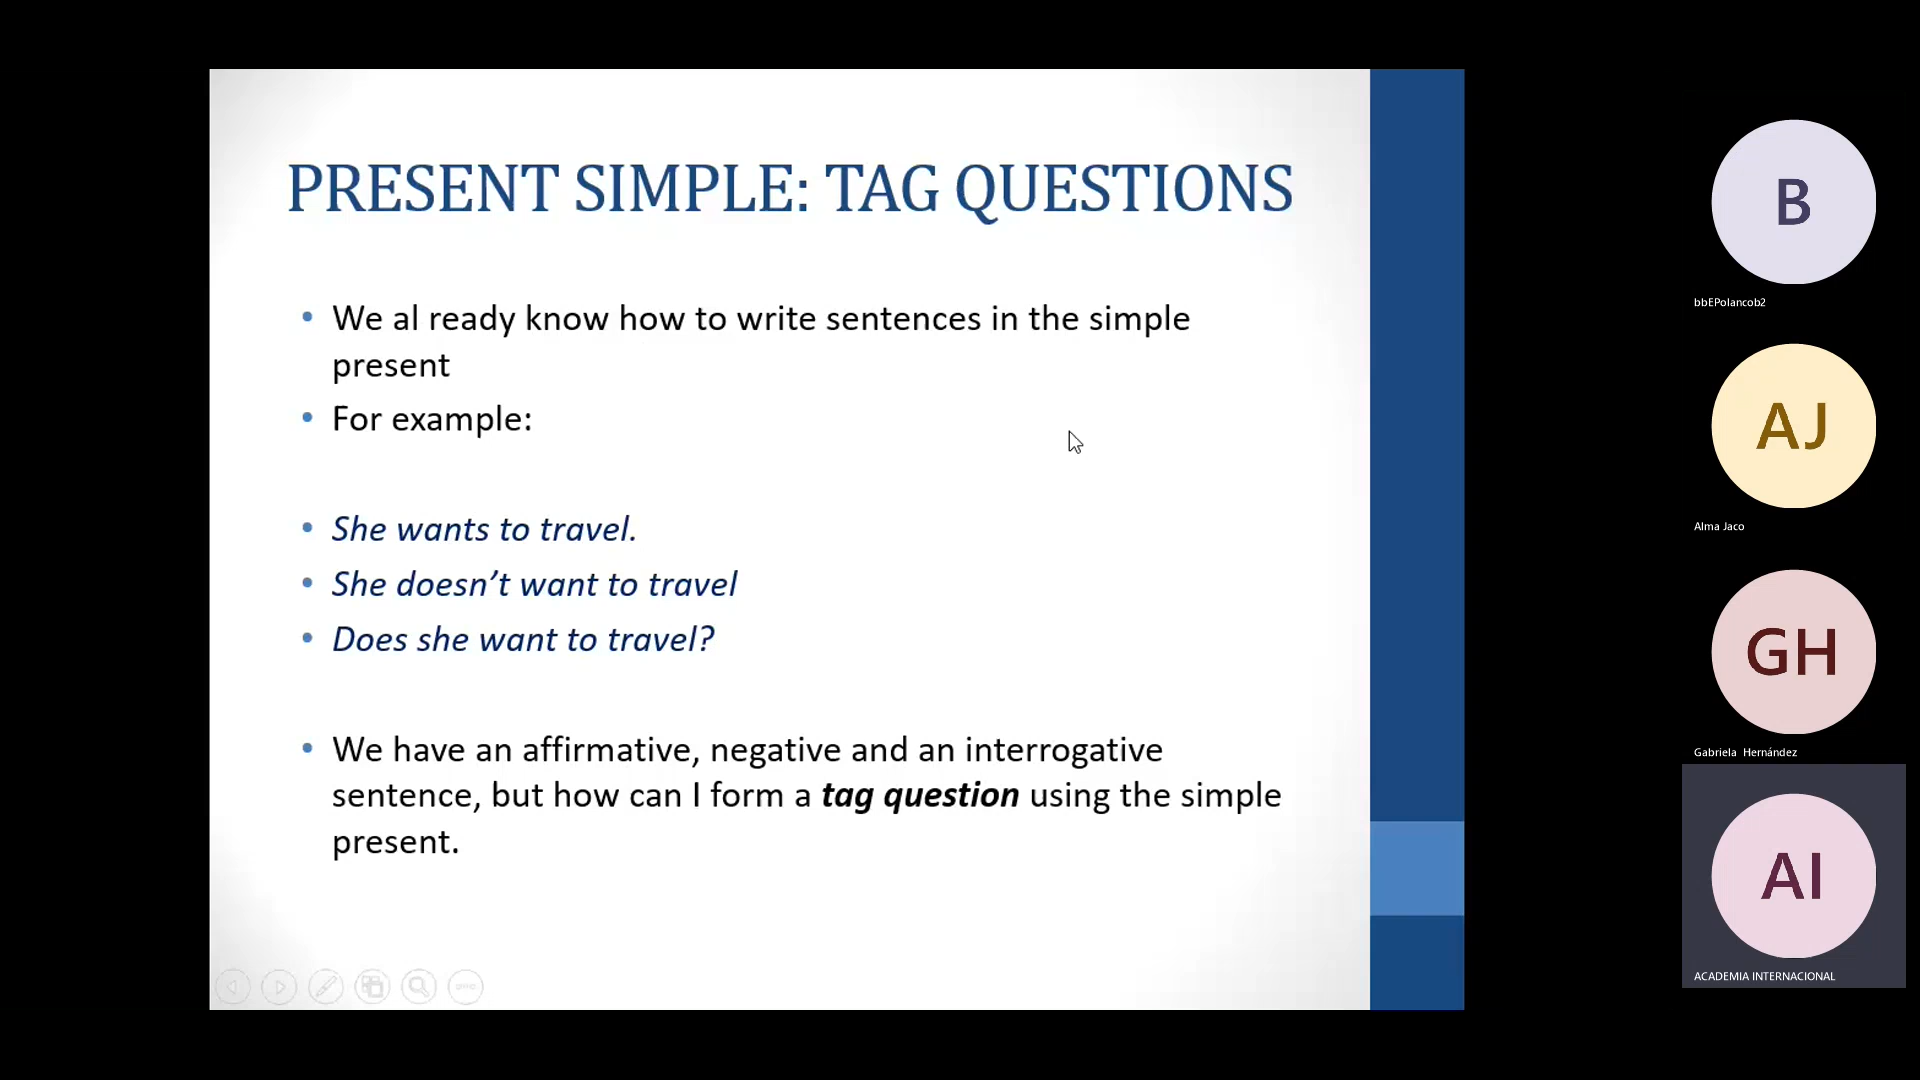 PRESENT SIMPLE: TAG QUESTIONS
We al ready know how to write sentences in the simple
present
For example:
She wants to travel.
She doesn’t want to travel
Does she want to travel?
We have an affirmative, negative and an interrogative
sentence, but how can I form a tag question using the simple
present.
B
bbEPolancob2
AJ
Alma Jaco
GH
Gabriela Hernández
AI
ACADEMIA INTERNACIONAL